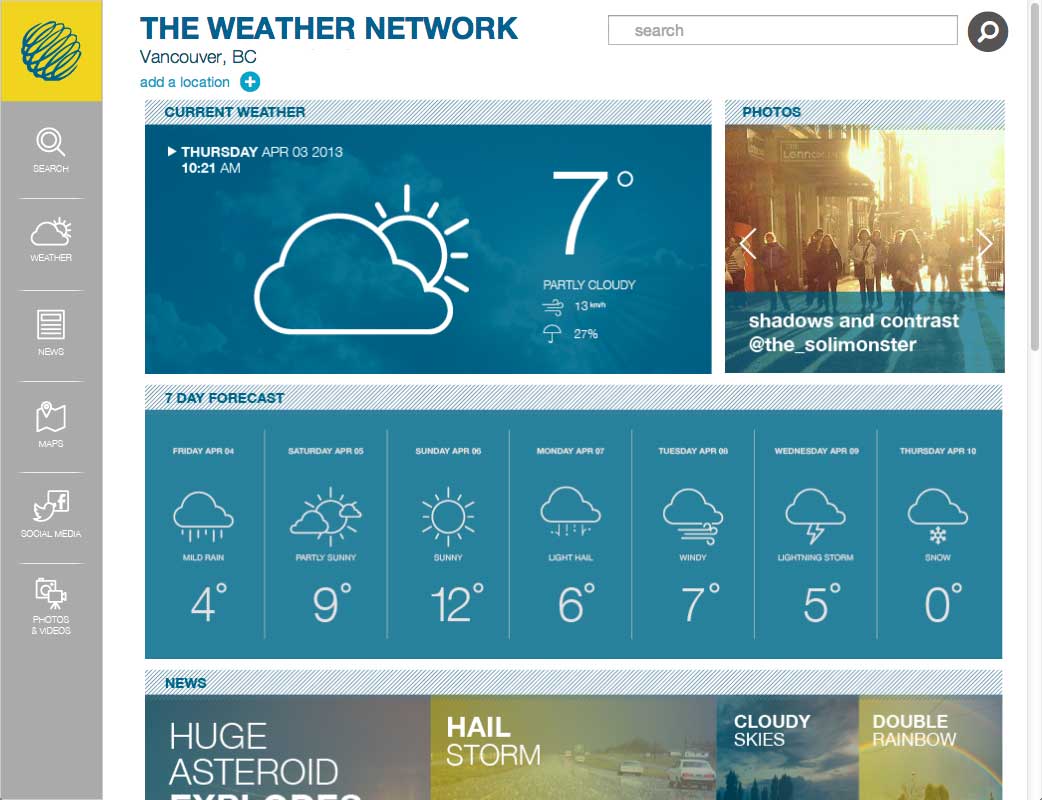 THE WEATHER NETWORK
Vancouver, BC
add a location
search
SEARCH
WEATHER
NEWS
MAPS
SOCIAL MEDIA
PHOTOS
& VIDEOS
CURRENT WEATHER
THURSDAY APR 03 2013
10:21 AM
7°
PARTLY CLOUDY
13 km/h
27%
PHOTOS
THE
LENNOX
shadows and contrast
@the_solimonster
7 DAY FORECAST
FRIDAY APR 04
MILD RAIN
4°
SATURDAY APR 05
PARTLY SUNNY
9°
SUNDAY APR 06
SUNNY
12°
MONDAY APR 07
LIGHT HAIL
6°
TUESDAY APR 08
WINDY
7°
WEDNESDAY APR 09
LIGHTNING STORM
5°
THURSDAY APR 10
SNOW
0°
NEWS
HUGE
ASTEROID
EXPLODES
HAIL
STORM
CLOUDY
SKIES
DOUBLE
RAINBOW